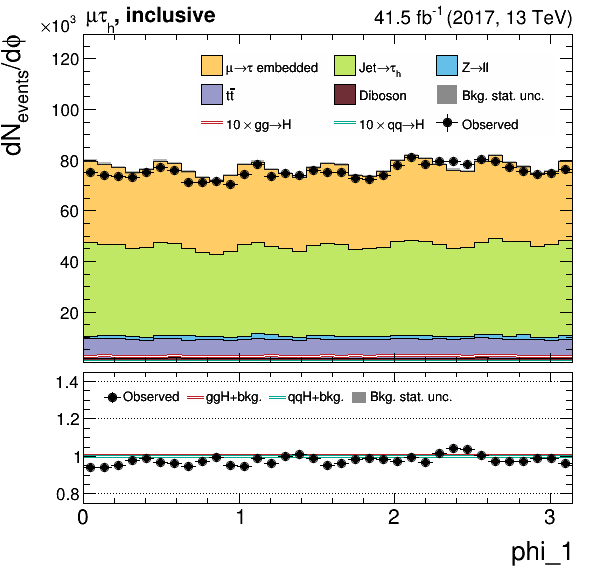 ×10³ μτₕ, inclusive 41.5 fb⁻¹ (2017, 13 TeV)
dN_events/dϕ
120
100
80
60
40
20
μ→τ embedded Jet→τₕ Z→ll
tt̄ Diboson Bkg. stat. unc.
10 × gg→H 10 × qq→H Observed
1.4
1.2
1
0.8
Observed ggH+bkg. qqH+bkg. Bkg. stat. unc.
0 1 2 3
phi_1